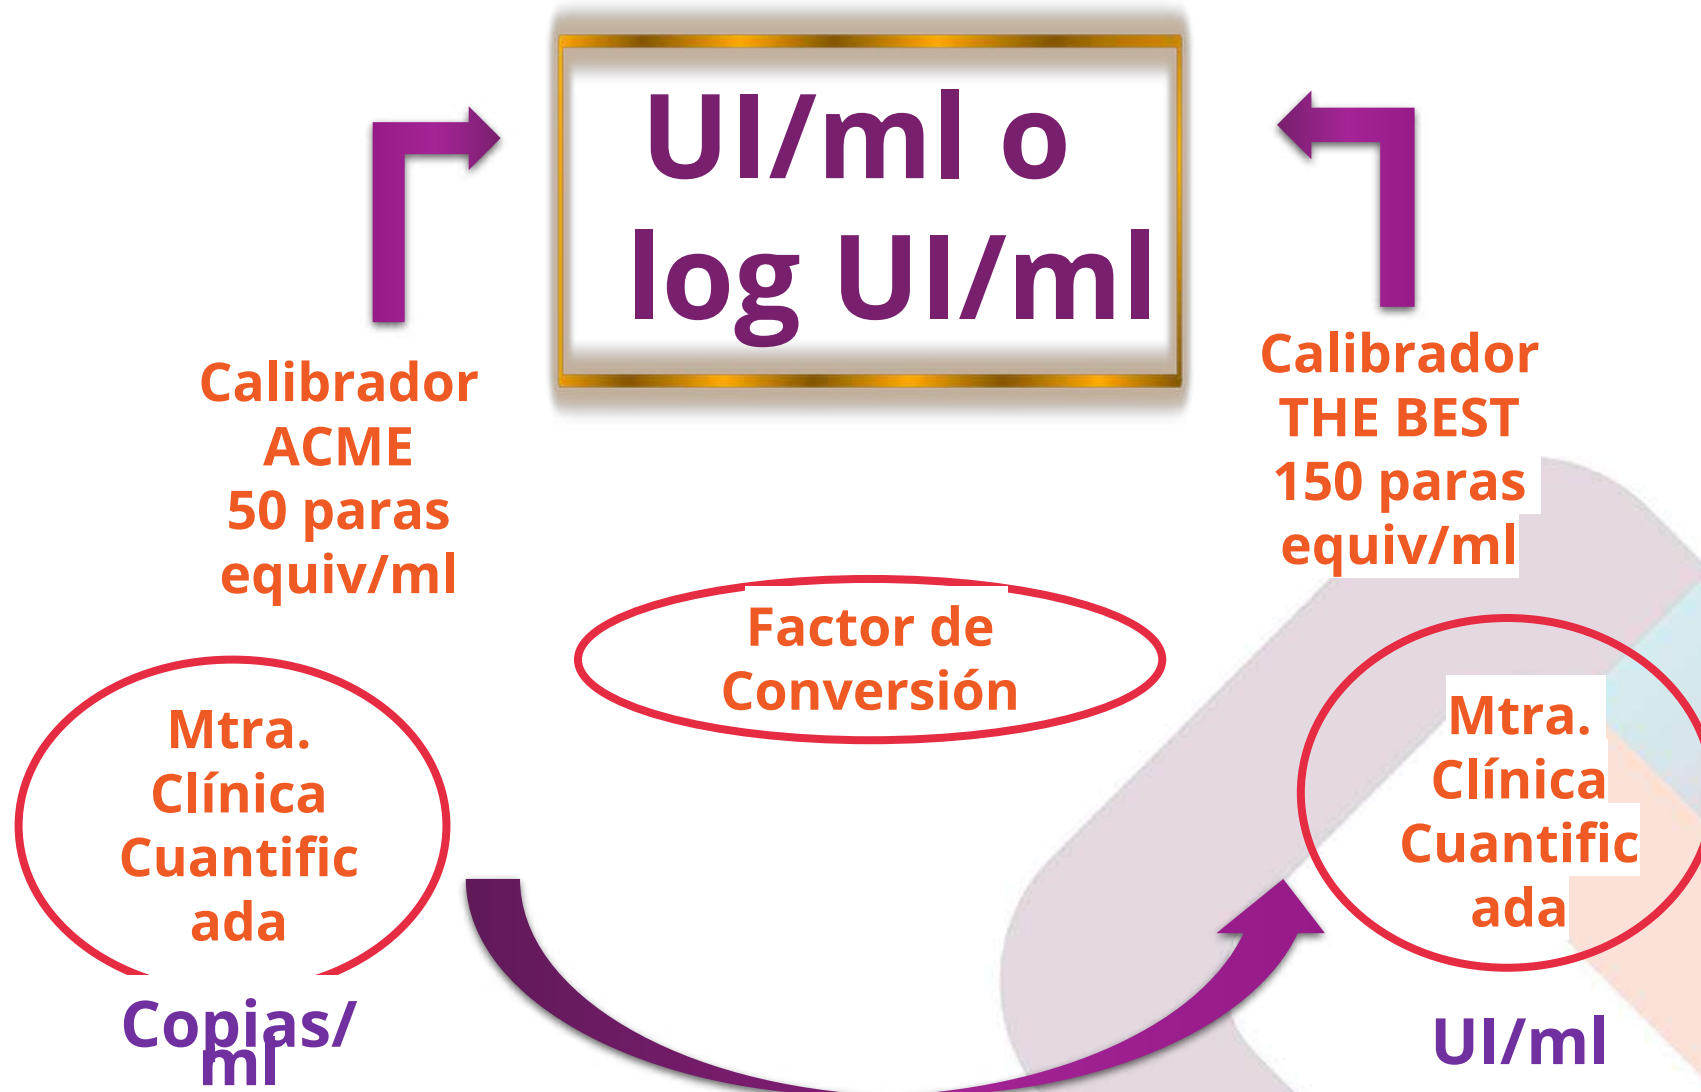 UI/ml o
log UI/ml
Calibrador
ACME
50 paras
equiv/ml
Calibrador
THE BEST
150 paras
equiv/ml
Factor de
Conversión
Mtra.
Clínica
Cuantific
ada
Copias/
ml
Mtra.
Clínica
Cuantific
ada
UI/ml